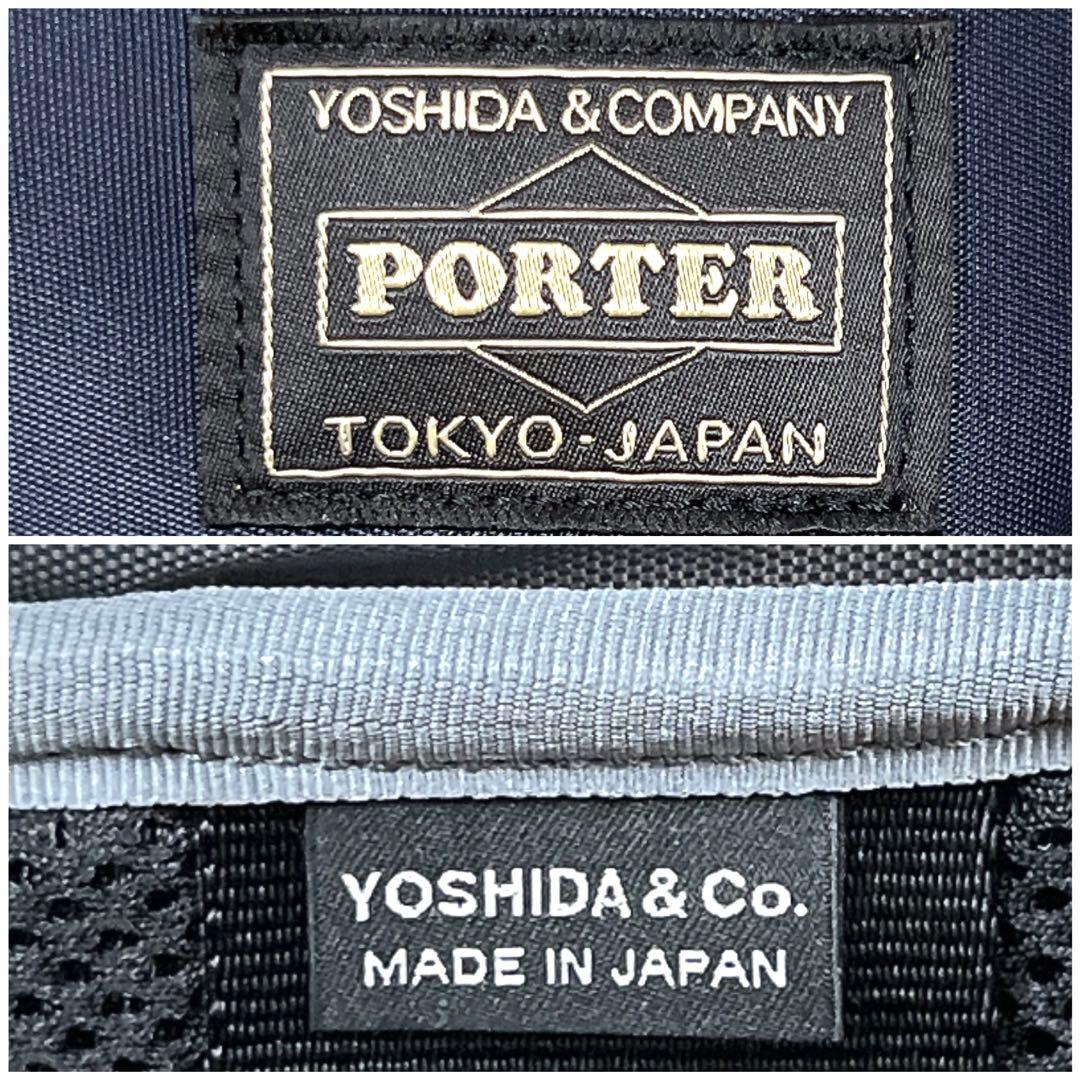 YOSHIDA & COMPANY
PORTER
TOKYO - JAPAN
YOSHIDA & Co.
MADE IN JAPAN